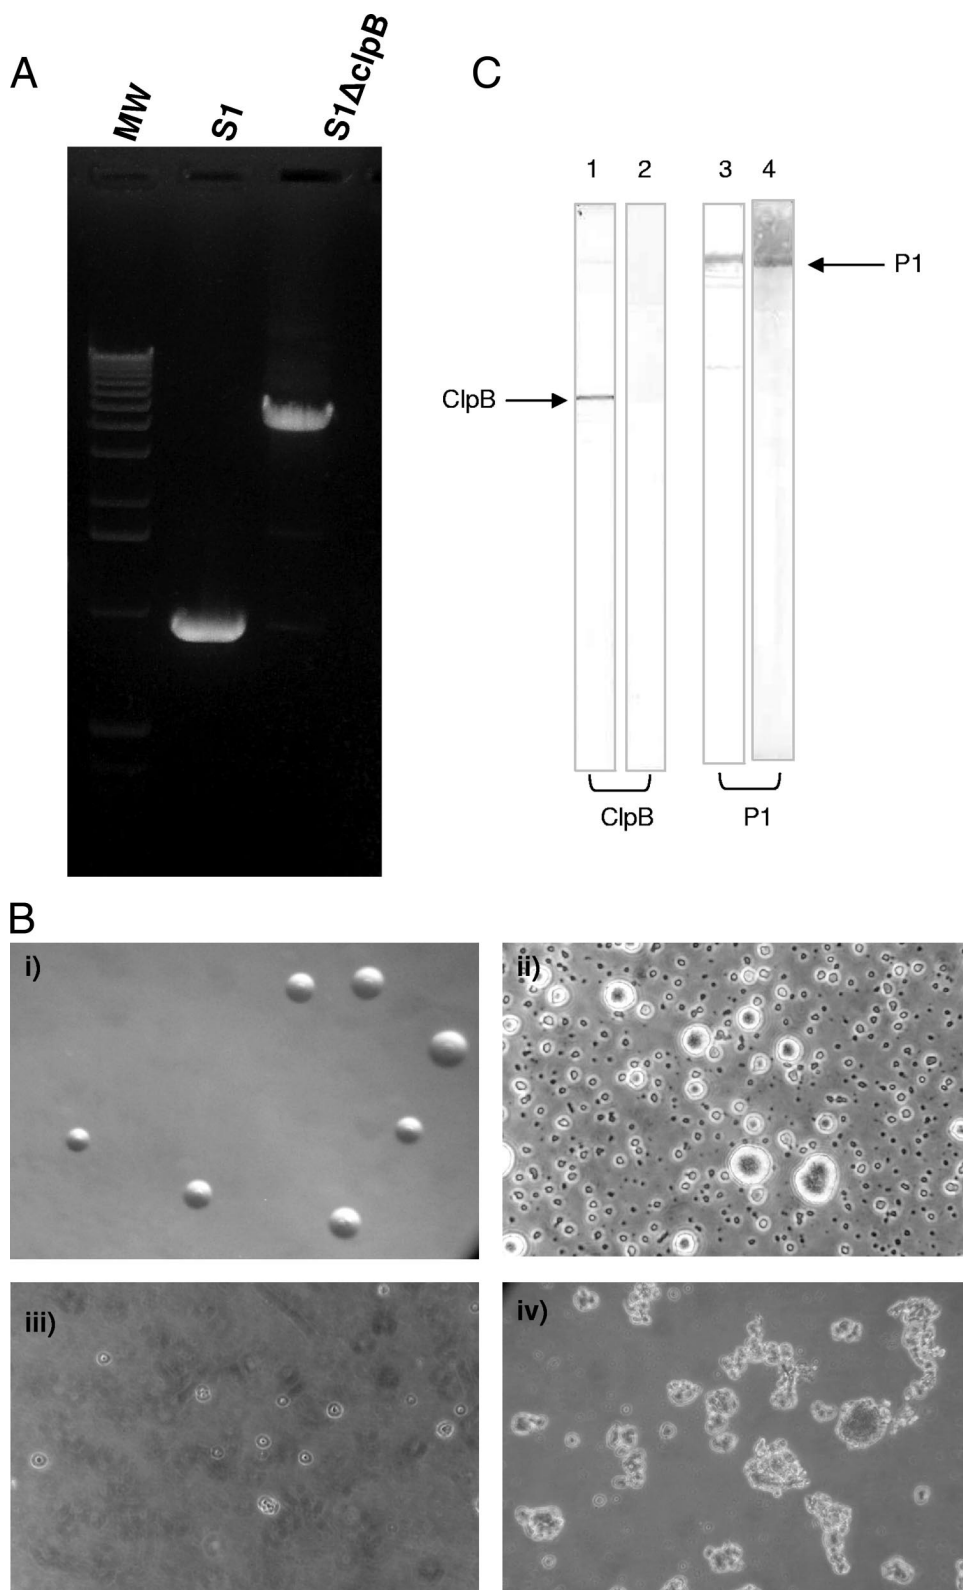 A
MW
S1
S1ΔclpB
C
1 2 3 4
P1
ClpB
ClpB P1
B
i)
ii)
iii)
iv)